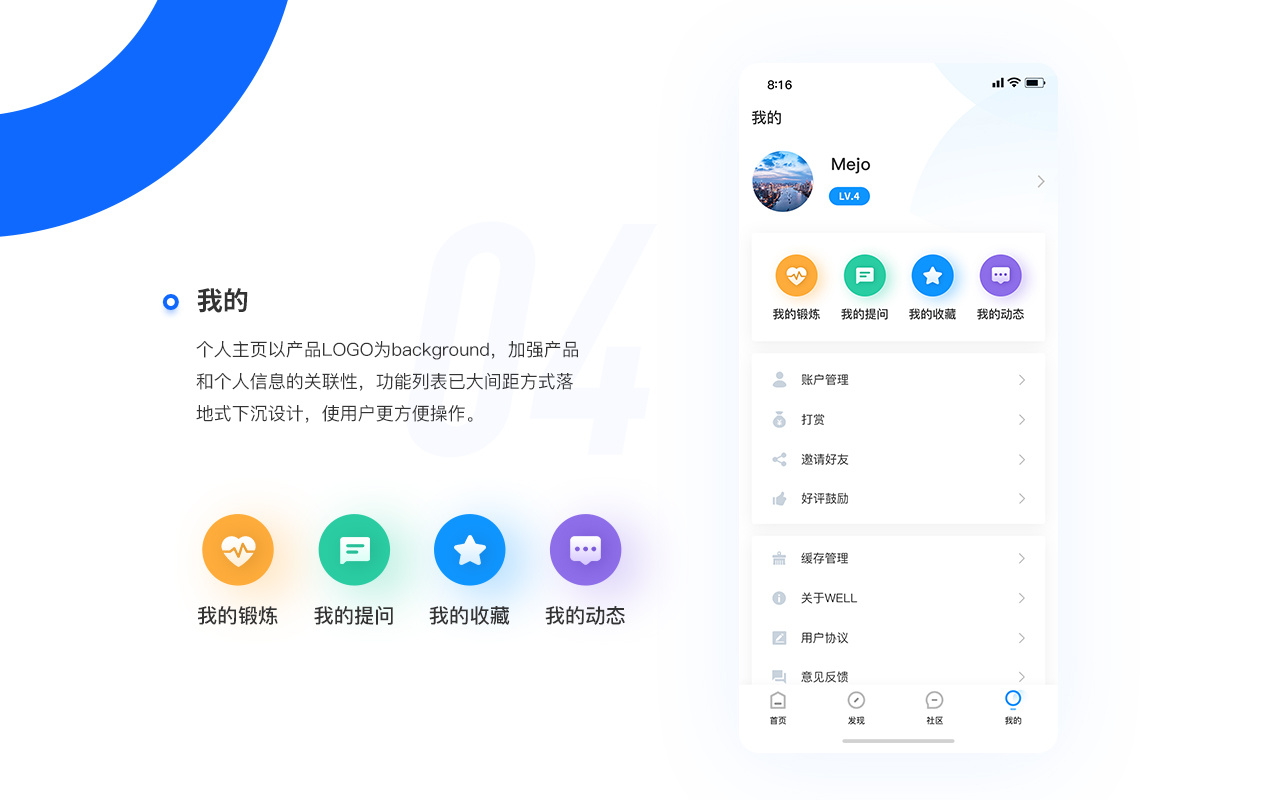 04
我的
个人主页以产品LOGO为background，加强产品
和个人信息的关联性，功能列表已大间距方式落
地式下沉设计，使用户更方便操作。
我的锻炼 我的提问 我的收藏 我的动态
8:16
我的
Mejo
LV.4
我的锻炼 我的提问 我的收藏 我的动态
账户管理
打赏
邀请好友
好评鼓励
缓存管理
关于WELL
用户协议
意见反馈
首页 发现 社区 我的